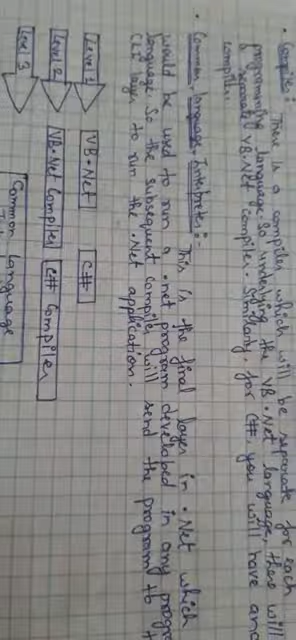 • Compiler :- There is a compiler which will be separate for each
programming language. So underlying the VB.Net language, there will
a separate VB.Net compiler. Similarly, for C#, you will have ano
compiler.
• Common Language Interpreter :- This is the final layer in .Net which
would be used to run a .net program developed in any progra
language. So the subsequent compiler will send the program to t
CLI layer to run the .Net application.
Level 1 VB.Net C#
Level 2 VB.Net Compiler C# Compiler
Level 3 Common Language